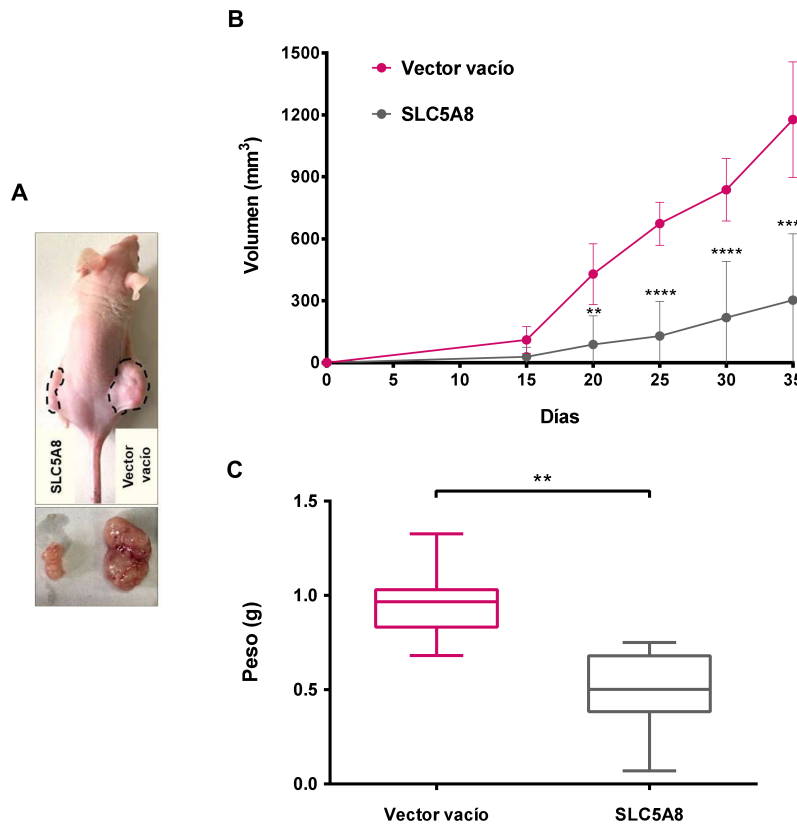 A
SLC5A8
Vector
vacío
B
Vector vacío
SLC5A8
Volumen (mm³)
1500
1200
900
600
300
0
**
****
****
***
0
5
10
15
20
25
30
35
Días
C
**
Peso (g)
1.5
1.0
0.5
0.0
Vector vacío
SLC5A8